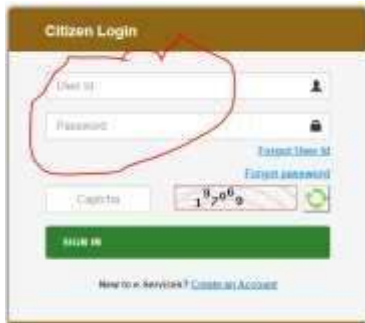 Citizen Login
User Id
Password
Forgot User Id
Forgot password
Captcha
197069
SIGN IN
New to e-Services? Create an Account